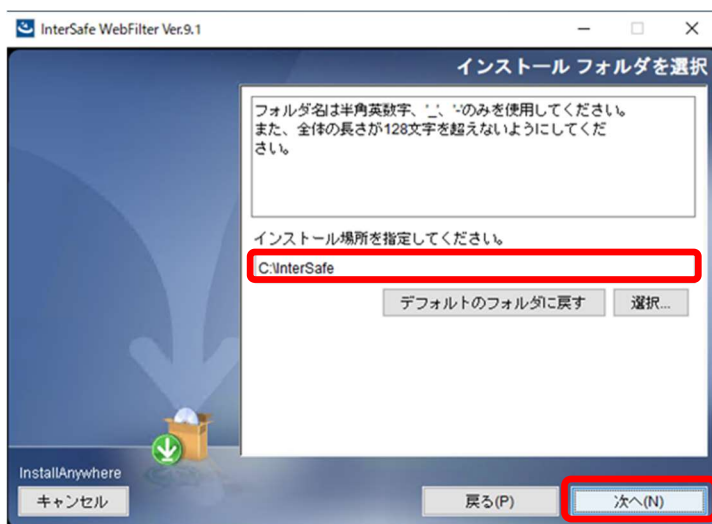 InterSafe WebFilter Ver.9.1
インストール フォルダを選択
フォルダ名は半角英数字、'_'、'-'のみを使用してください。
また、全体の長さが128文字を超えないようにしてくだ
さい。
インストール場所を指定してください。
C:\InterSafe
デフォルトのフォルダに戻す
選択...
InstallAnywhere
キャンセル
戻る(P)
次へ(N)